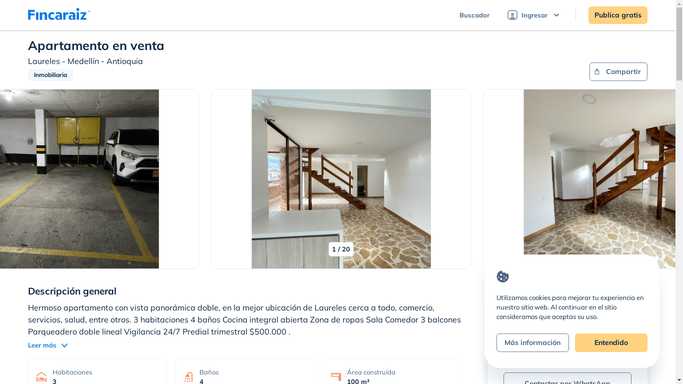 Fincaraiz
Buscador
Ingresar
Publica gratis
Apartamento en venta
Laureles - Medellín - Antioquia
Inmobiliaria
Compartir
1 / 20
Descripción general
Hermoso apartamento con vista panorámica doble, en la mejor ubicación de Laureles cerca a todo, comercio,
servicios, salud, entre otros. 3 habitaciones 4 baños Cocina integral abierta Zona de ropas Sala Comedor 3 balcones
Parqueadero doble lineal Vigilancia 24/7 Predial trimestral $500.000 .
Leer más
Habitaciones
3
Baños
4
Área construida
100 m²
Utilizamos cookies para mejorar tu experiencia en
nuestro sitio web. Al continuar en el sitio
consideramos que aceptas su uso.
Más información
Entendido
Contactar por WhatsApp